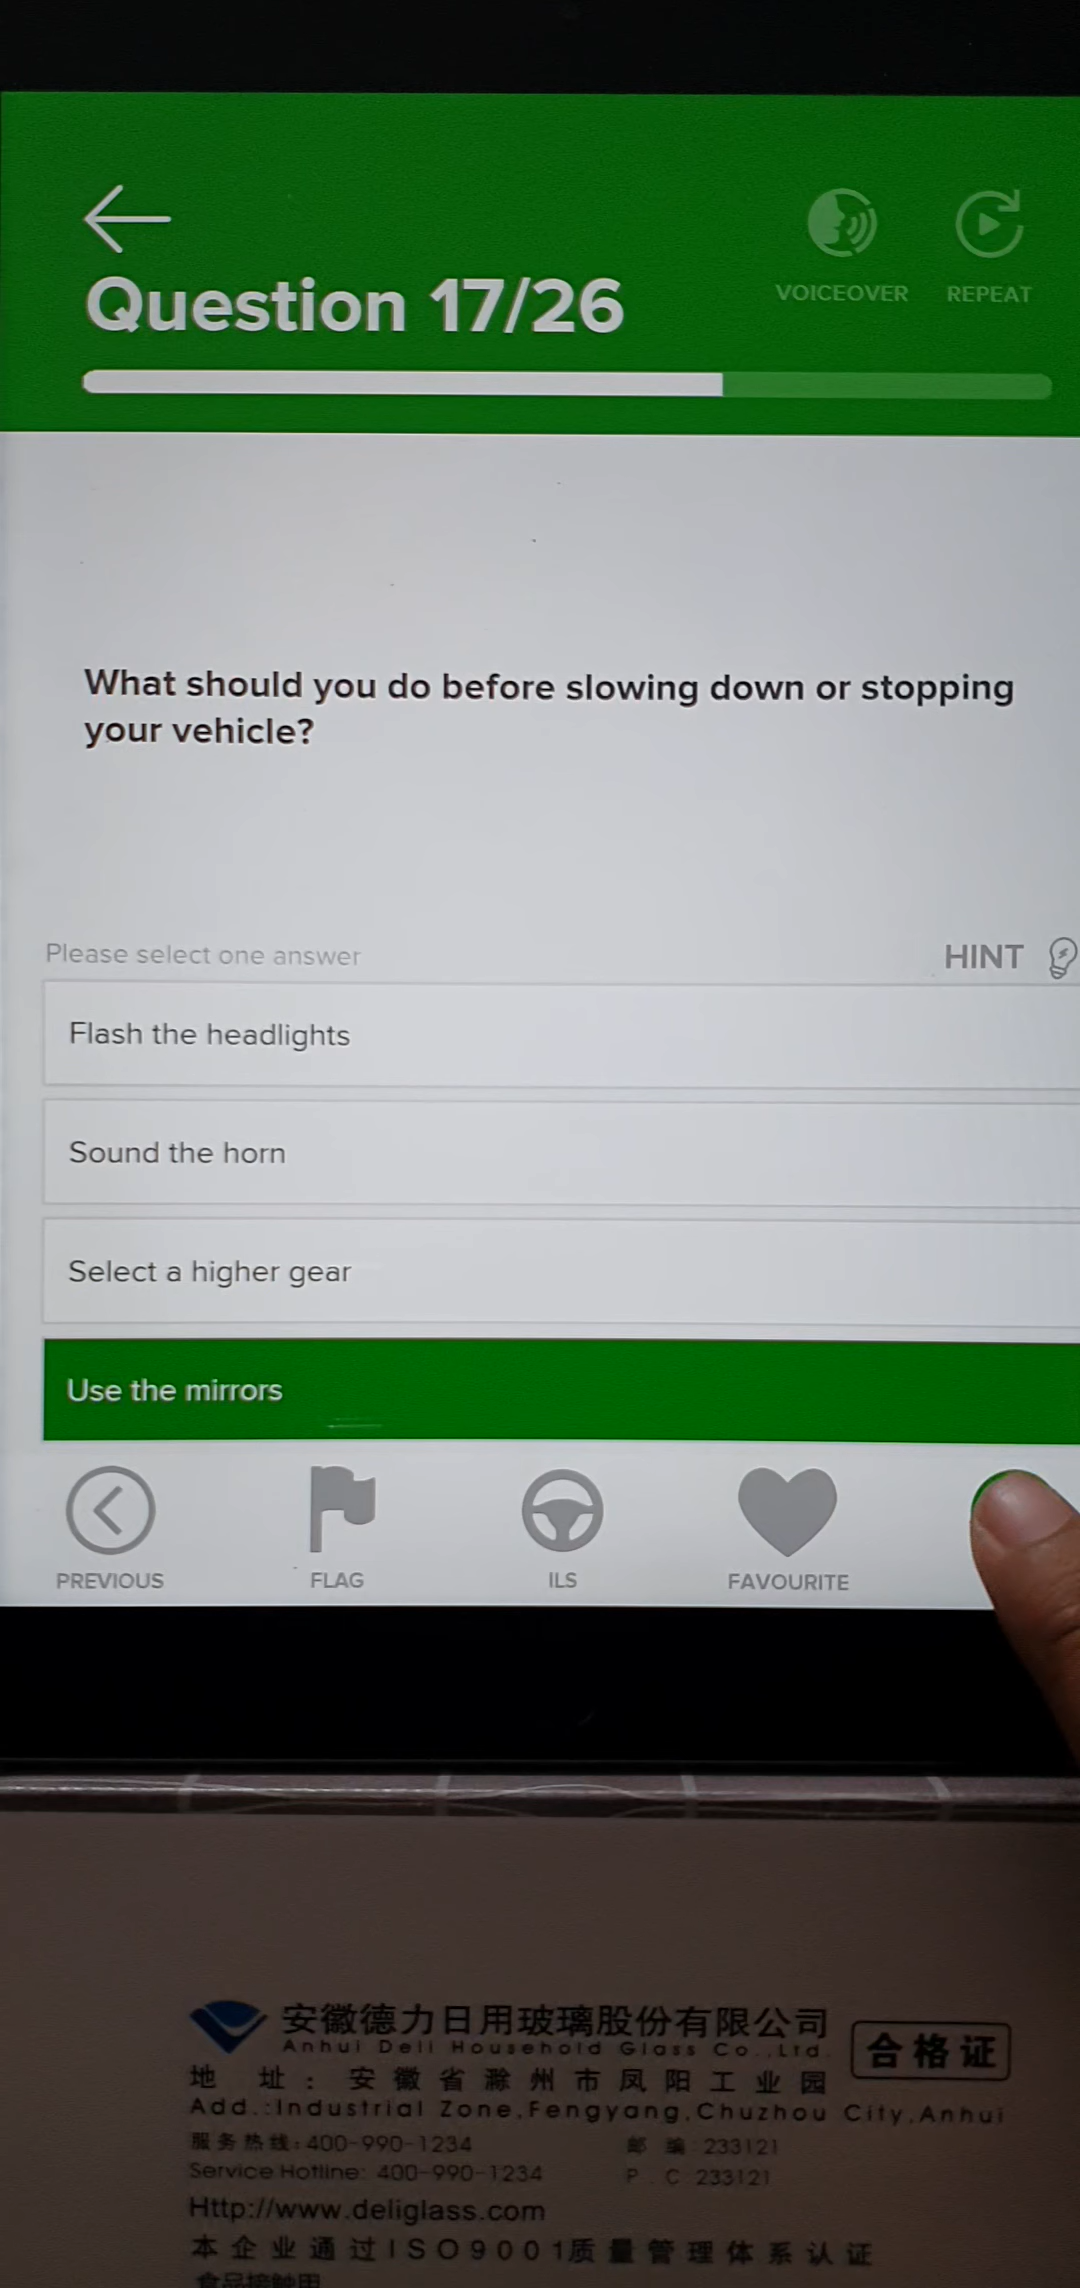 Question 17/26
VOICEOVER
REPEAT
What should you do before slowing down or stopping
your vehicle?
Please select one answer
HINT
Flash the headlights
Sound the horn
Select a higher gear
Use the mirrors
PREVIOUS
FLAG
ILS
FAVOURITE
安徽德力日用玻璃股份有限公司
合格证
Anhui Deli Household Glass Co.,Ltd.
地 址：安徽省滁州市凤阳工业园
Add.:Industrial Zone,Fengyang,Chuzhou City,Anhui
服务热线:400-990-1234 邮 编:233121
Service Hotline: 400-990-1234 P . C 233121
Http://www.deliglass.com
本企业通过ISO9001质量管理体系认证
食品接触用